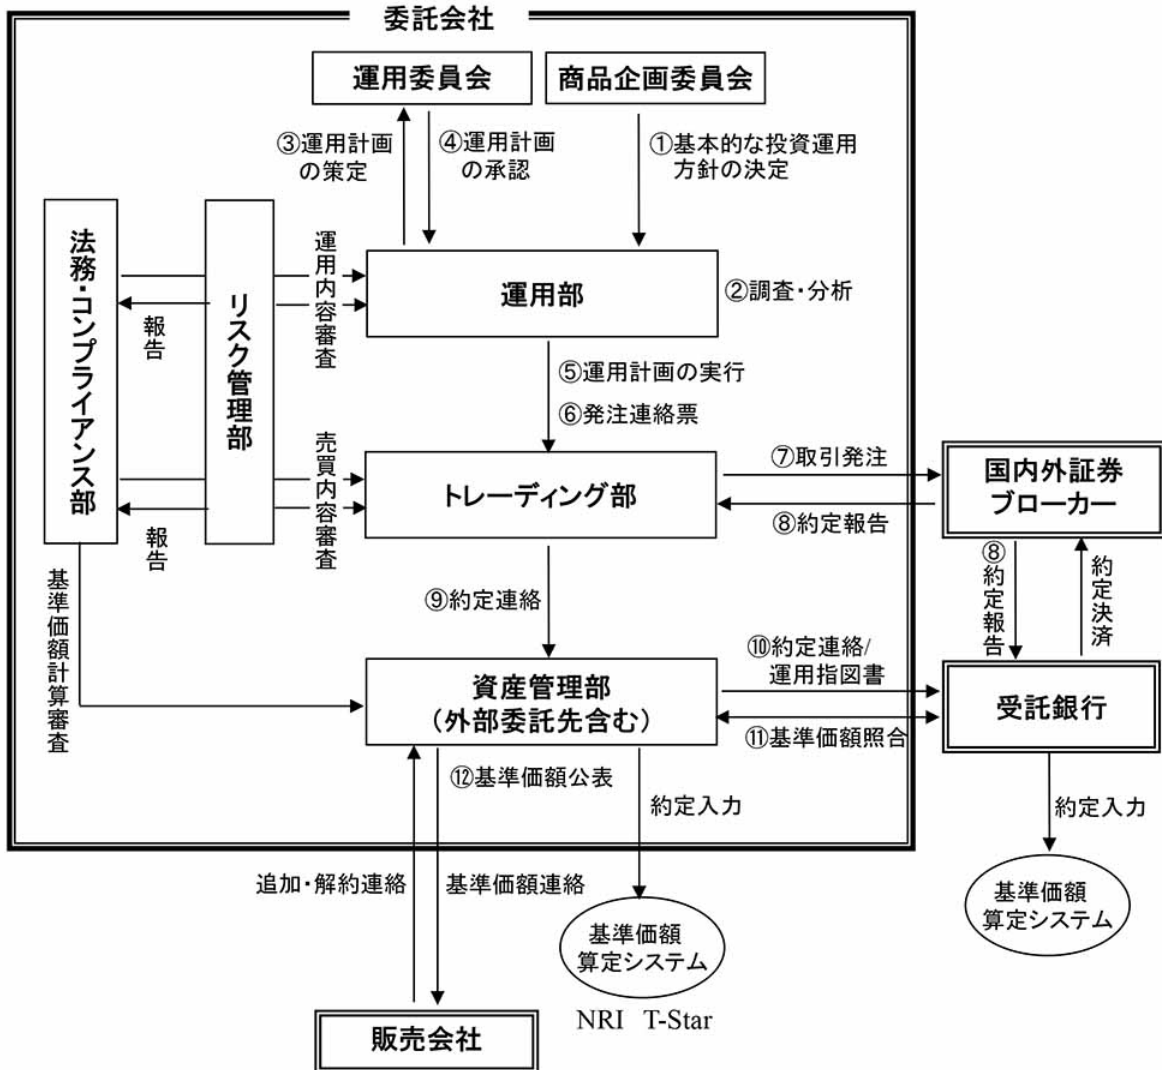 委託会社
運用委員会
商品企画委員会
③運用計画
の策定
④運用計画
の承認
①基本的な投資運用
方針の決定
法務・コンプライアンス部
リスク管理部
運用内容審査
報告
運用部
②調査・分析
⑤運用計画の実行
⑥発注連絡票
売買内容審査
報告
トレーディング部
⑦取引発注
⑧約定報告
国内外証券
ブローカー
⑧約定報告
約定決済
⑨約定連絡
基準価額計算審査
資産管理部
（外部委託先含む）
⑩約定連絡/
運用指図書
⑪基準価額照合
受託銀行
⑫基準価額公表
約定入力
約定入力
追加・解約連絡
基準価額連絡
基準価額
算定システム
基準価額
算定システム
NRI T-Star
販売会社